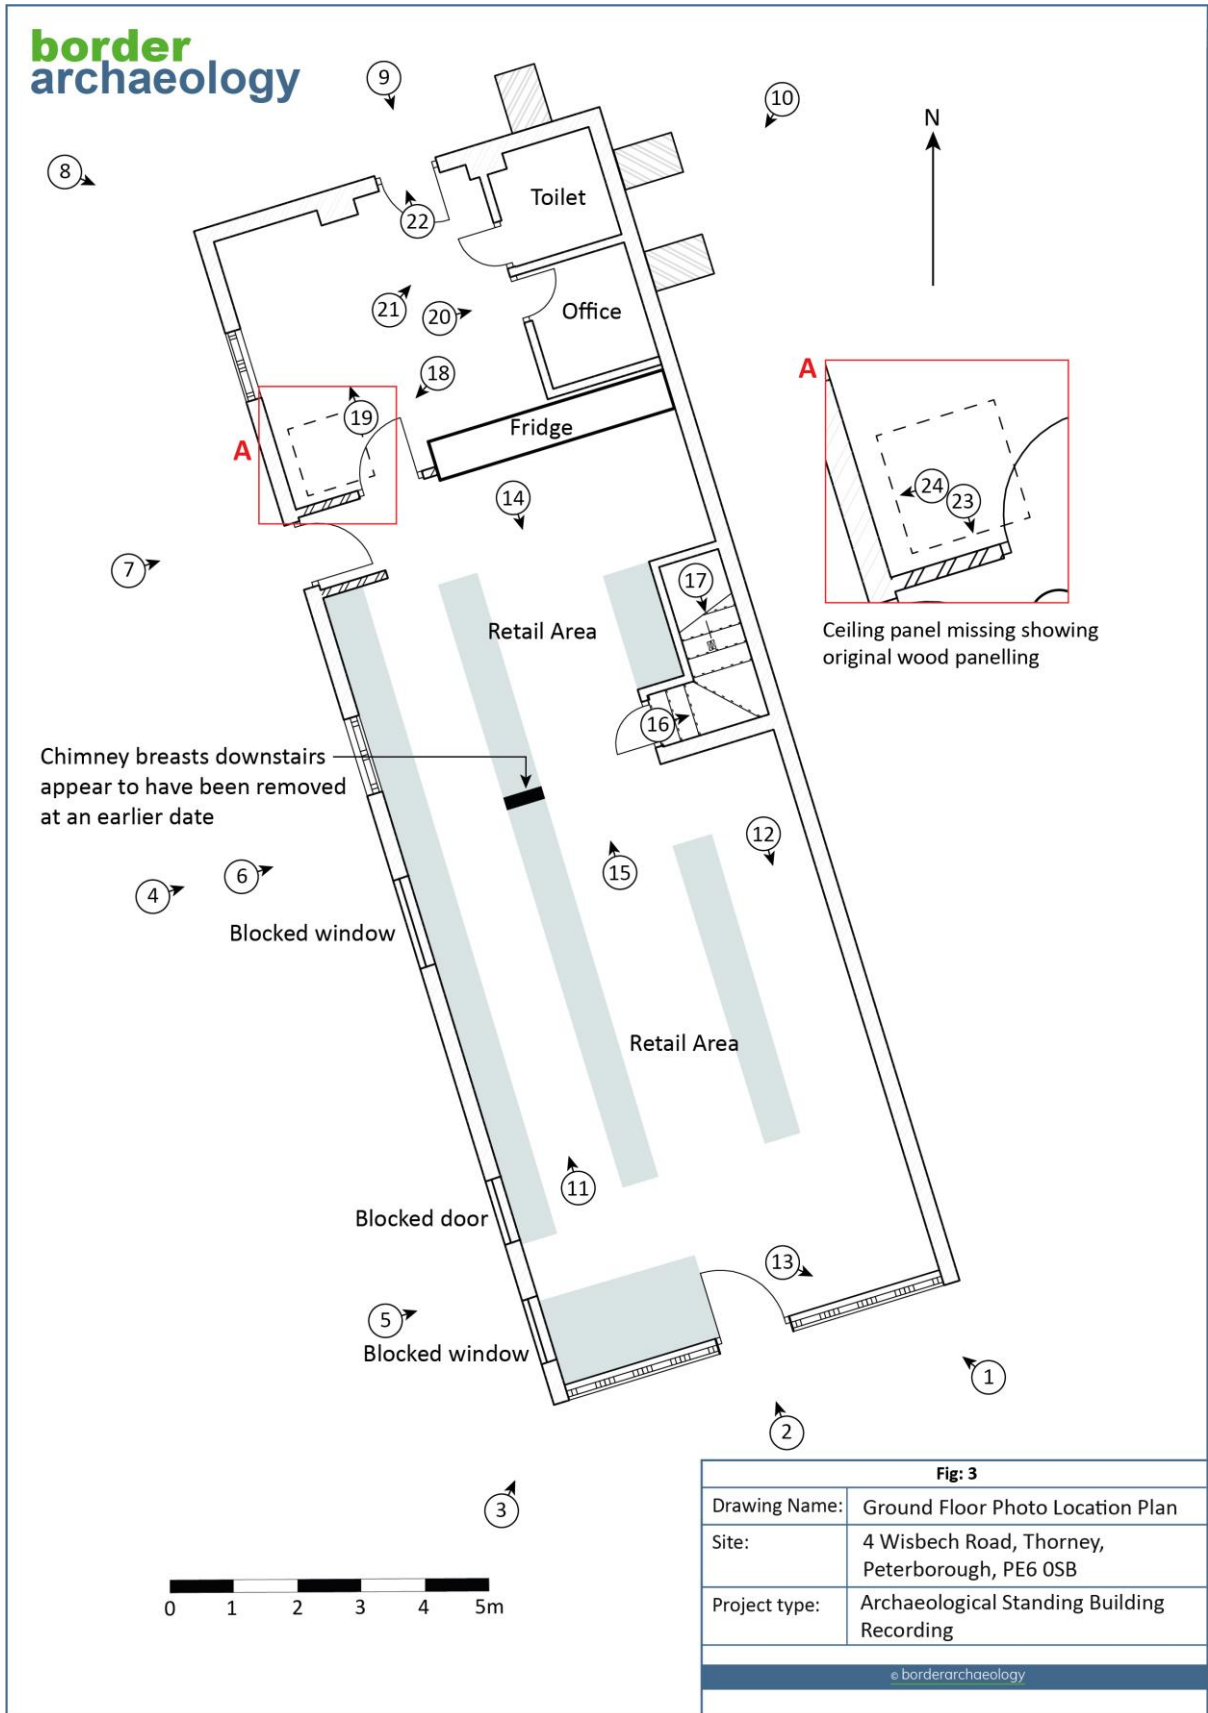 border
archaeology
9
10
N
8
Toilet
22
21
20
Office
18
19
A
Fridge
A
14
24
23
7
17
Retail Area
Ceiling panel missing showing
original wood panelling
16
Chimney breasts downstairs
appear to have been removed
at an earlier date
12
15
6
4
Blocked window
Retail Area
11
Blocked door
13
5
Blocked window
1
2
3
0 1 2 3 4 5m
Fig: 3
Drawing Name: Ground Floor Photo Location Plan
Site: 4 Wisbech Road, Thorney,
Peterborough, PE6 0SB
Project type: Archaeological Standing Building
Recording
© borderarchaeology